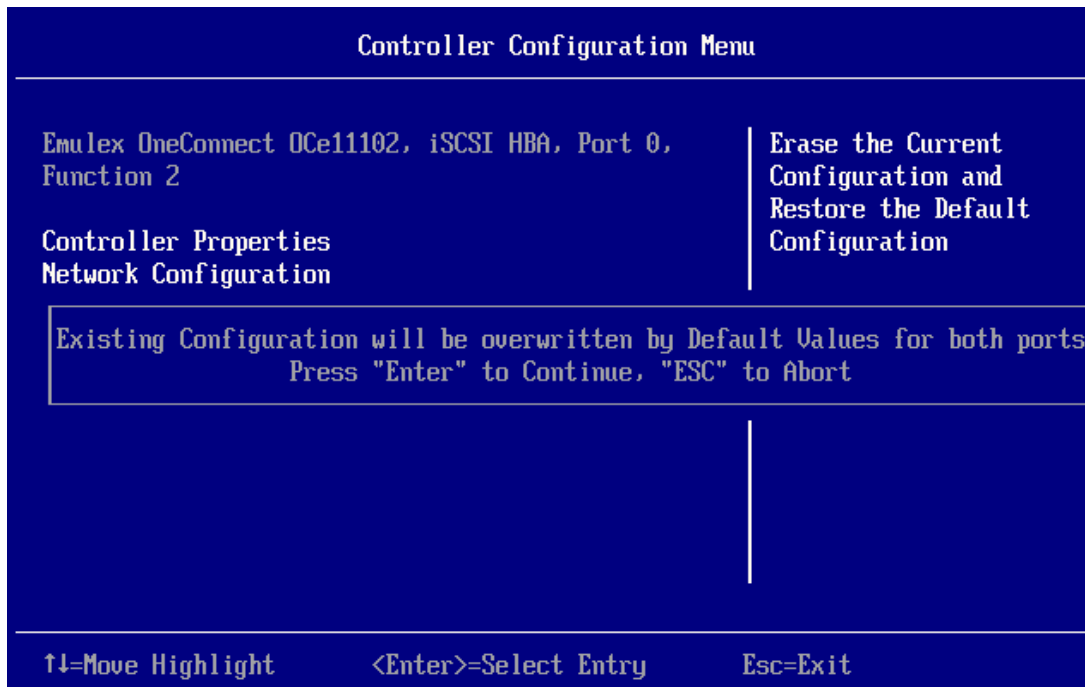 Controller Configuration Menu
Emulex OneConnect OCe11102, iSCSI HBA, Port 0,
Function 2
Controller Properties
Network Configuration
Erase the Current
Configuration and
Restore the Default
Configuration
Existing Configuration will be overwritten by Default Values for both ports
Press "Enter" to Continue, "ESC" to Abort
↑↓=Move Highlight <Enter>=Select Entry Esc=Exit